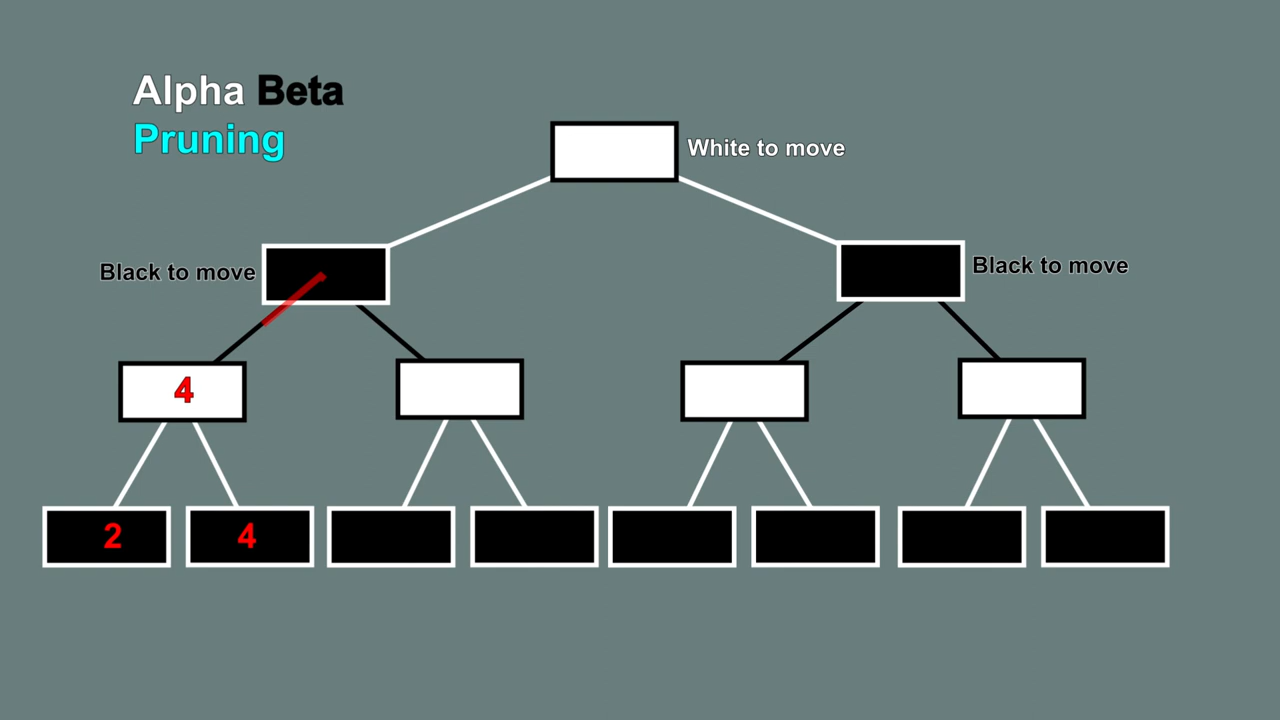 Alpha Beta
Pruning
White to move
Black to move
Black to move
4
2
4